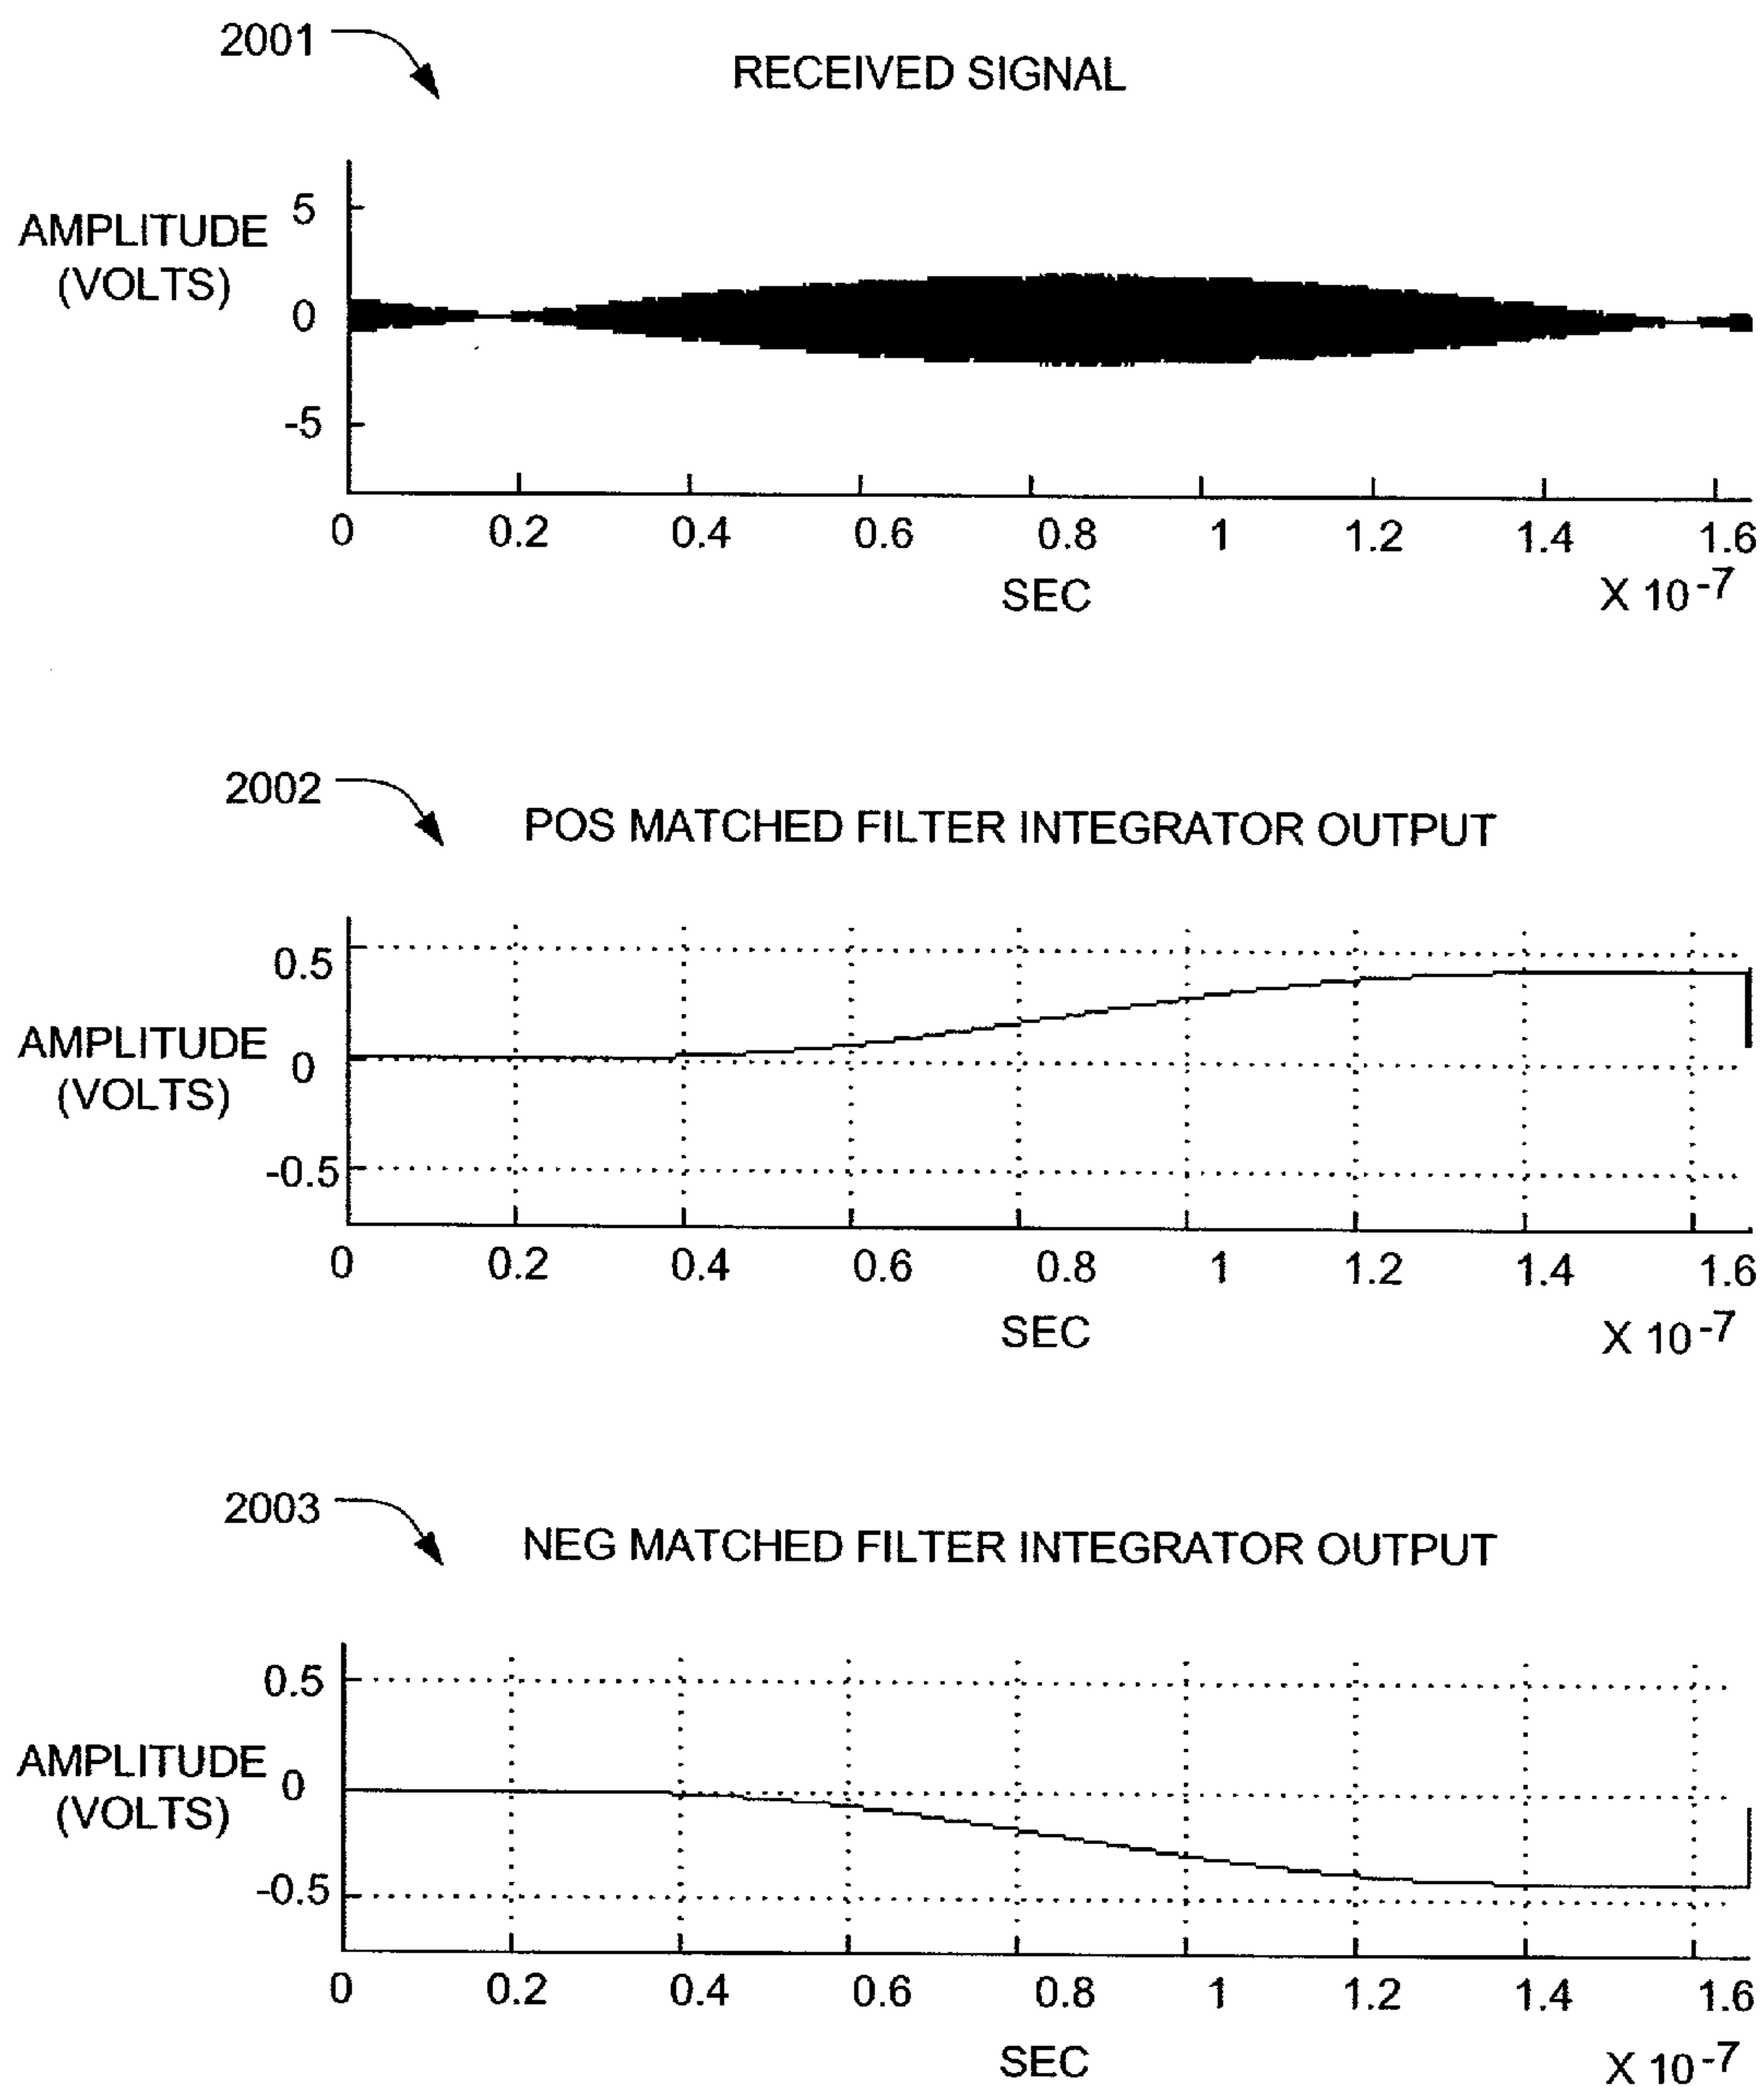 2001
RECEIVED SIGNAL
AMPLITUDE
(VOLTS)
5
0
-5
0 0.2 0.4 0.6 0.8 1 1.2 1.4 1.6
SEC
X 10-7
2002
POS MATCHED FILTER INTEGRATOR OUTPUT
AMPLITUDE
(VOLTS)
0.5
0
-0.5
0 0.2 0.4 0.6 0.8 1 1.2 1.4 1.6
SEC
X 10-7
2003
NEG MATCHED FILTER INTEGRATOR OUTPUT
AMPLITUDE
(VOLTS)
0.5
0
-0.5
0 0.2 0.4 0.6 0.8 1 1.2 1.4 1.6
SEC
X 10-7